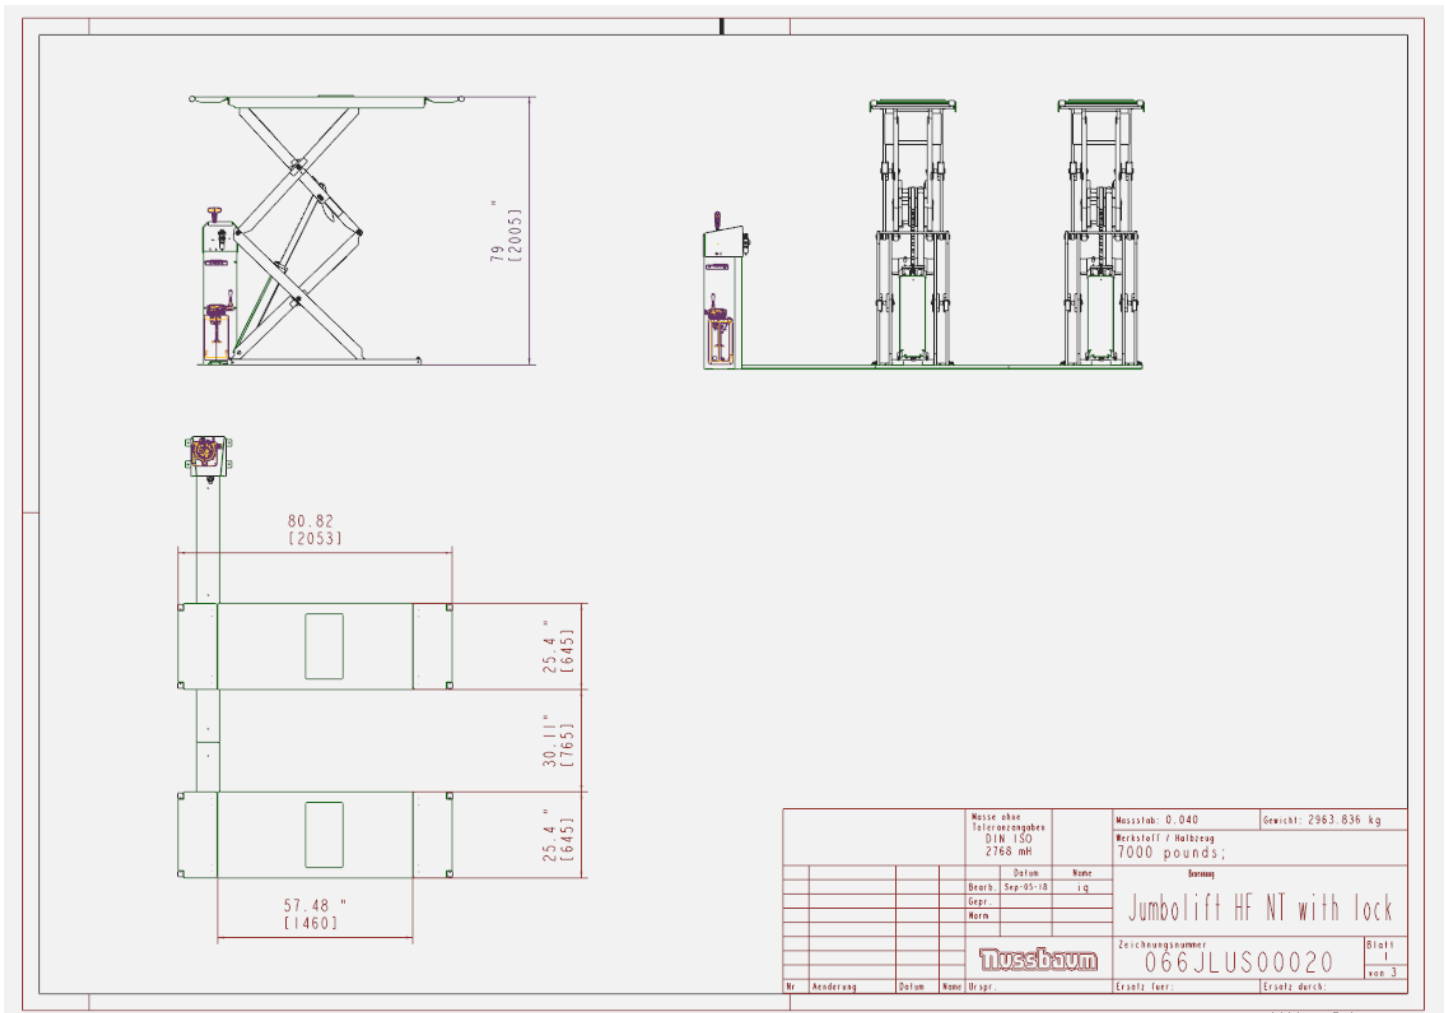 79 "
[2005]
80.82
[2053]
25.4 "
[645]
30.11"
[765]
25.4 "
[645]
57.48 "
[1460]
Masse ohne
Toleranzangaben
DIN ISO
2768 mH
Massstab: 0.040
Gewicht: 2963.836 kg
Werkstoff / Halbzeug
7000 pounds;
Datum Name
Bearb. Sep-05-18 ig
Gepr.
Norm
Benennung
Jumbolift HF NT with lock
Nussbaum
Zeichnungsnummer
066JLUS00020
Blatt
1
von 3
Nr Aenderung Datum Name Urspr. Ersatz fuer: Ersatz durch: